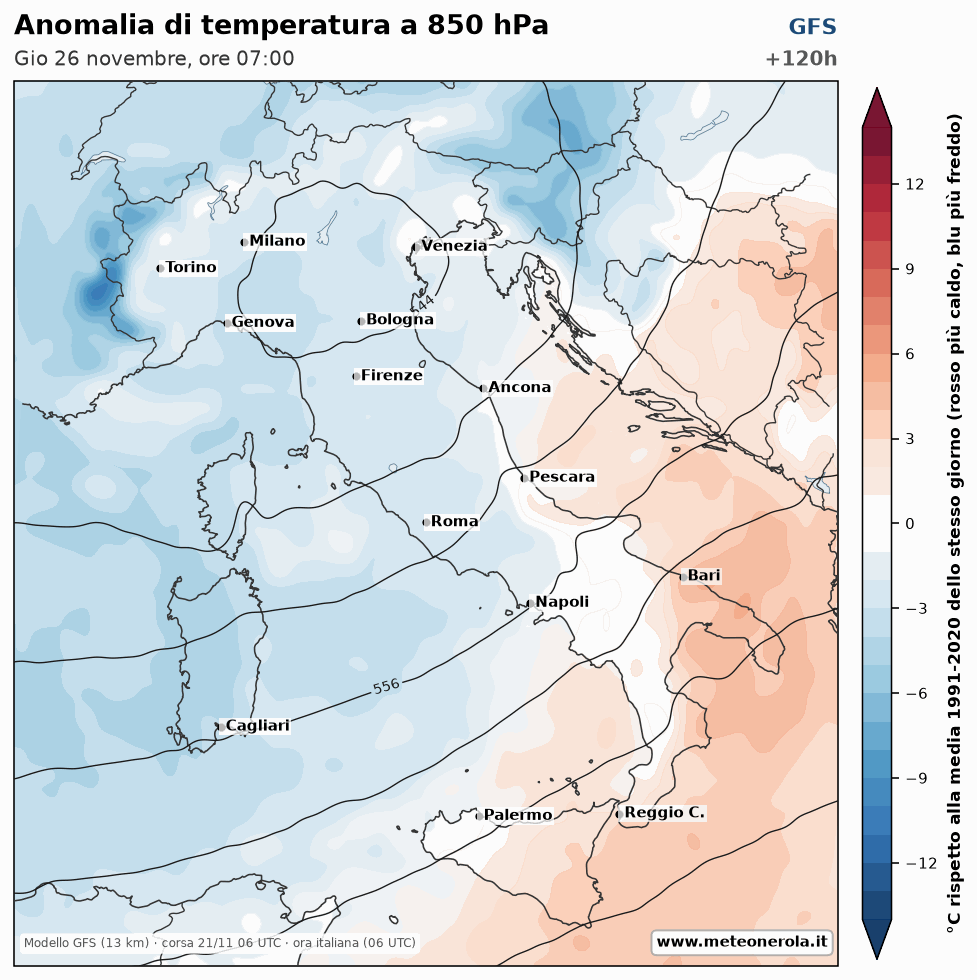 Anomalia di temperatura a 850 hPa
GFS
Gio 26 novembre, ore 07:00
+120h
Milano
Venezia
Torino
44
Genova
Bologna
Firenze
Ancona
Pescara
Roma
Bari
Napoli
556
Cagliari
Palermo
Reggio C.
Modello GFS (13 km) · corsa 21/11 06 UTC · ora italiana (06 UTC)
www.meteonerola.it
12
9
6
3
0
−3
−6
−9
−12
°C rispetto alla media 1991-2020 dello stesso giorno (rosso più caldo, blu più freddo)